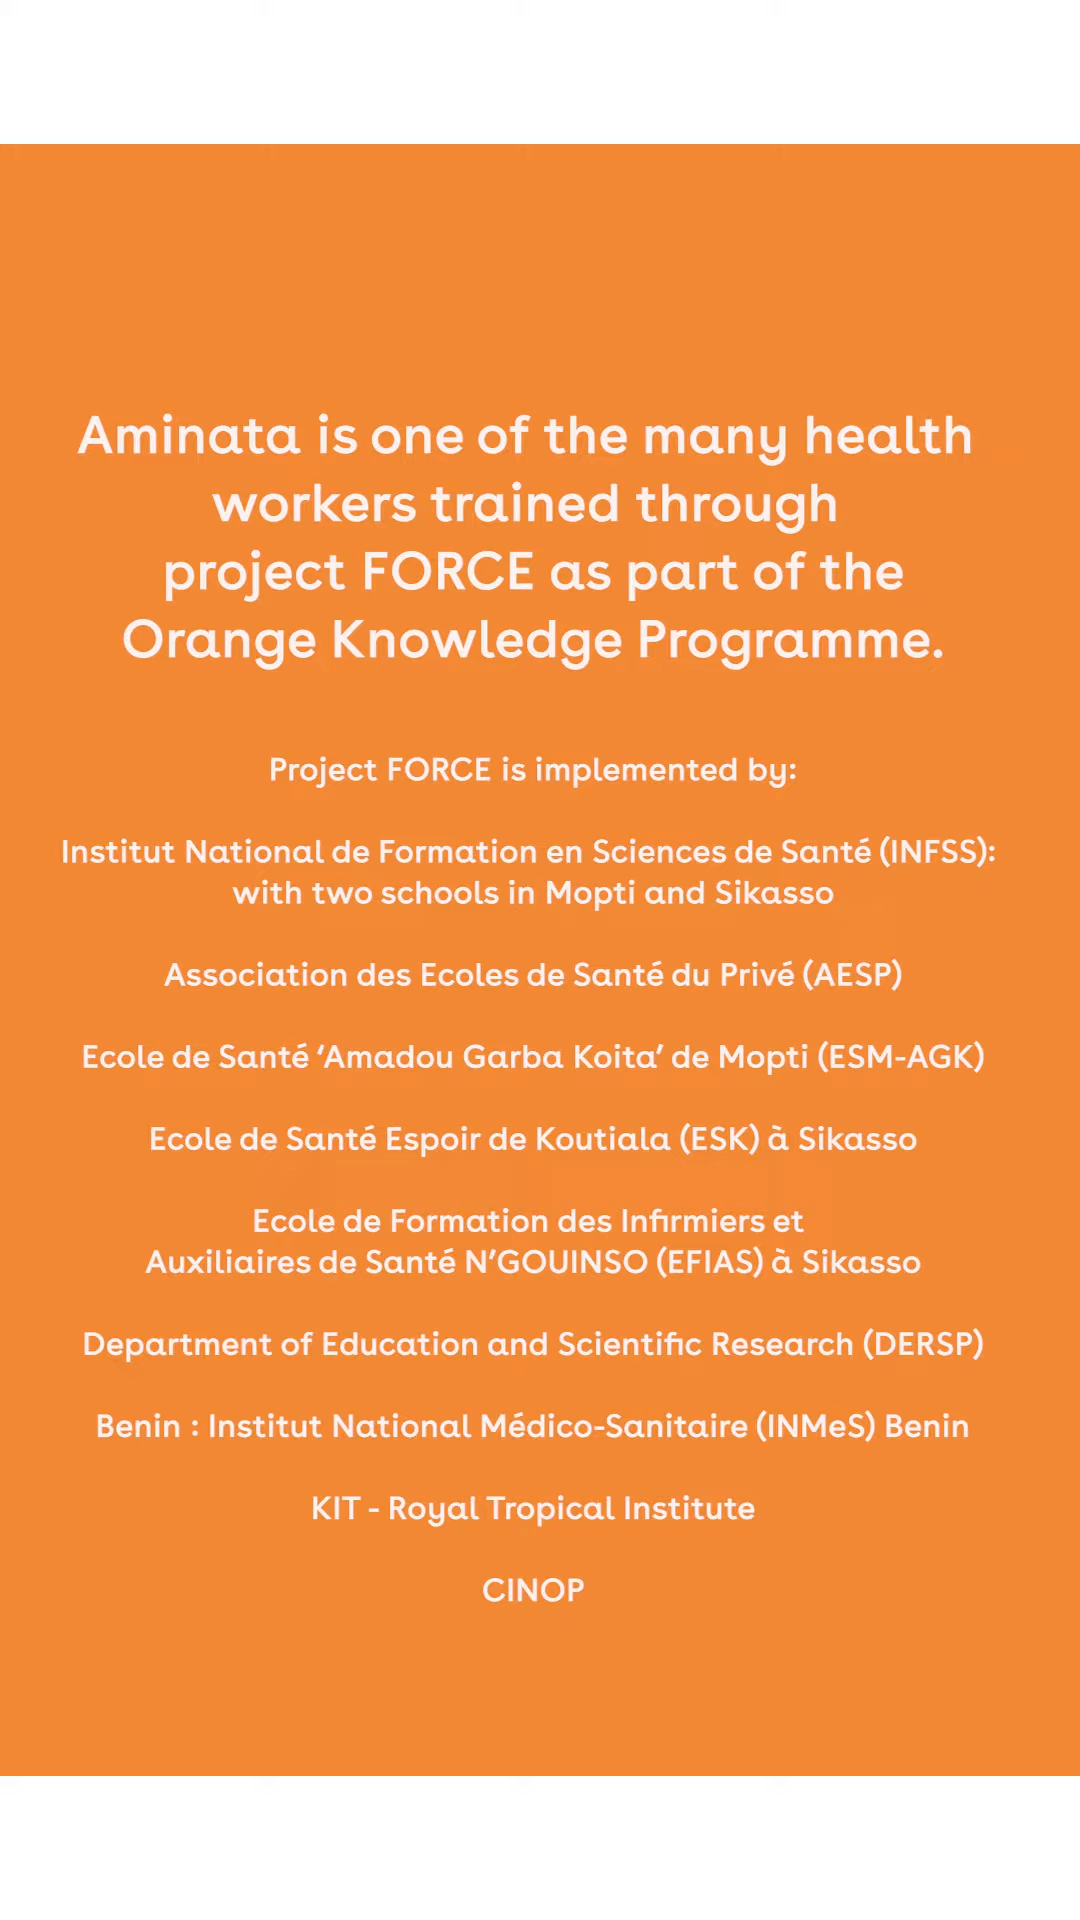 Aminata is one of the many health
workers trained through
project FORCE as part of the
Orange Knowledge Programme.
Project FORCE is implemented by:
Institut National de Formation en Sciences de Santé (INFSS):
with two schools in Mopti and Sikasso
Association des Ecoles de Santé du Privé (AESP)
Ecole de Santé ‘Amadou Garba Koita’ de Mopti (ESM-AGK)
Ecole de Santé Espoir de Koutiala (ESK) à Sikasso
Ecole de Formation des Infirmiers et
Auxiliaires de Santé N’GOUINSO (EFIAS) à Sikasso
Department of Education and Scientific Research (DERSP)
Benin : Institut National Médico-Sanitaire (INMeS) Benin
KIT - Royal Tropical Institute
CINOP